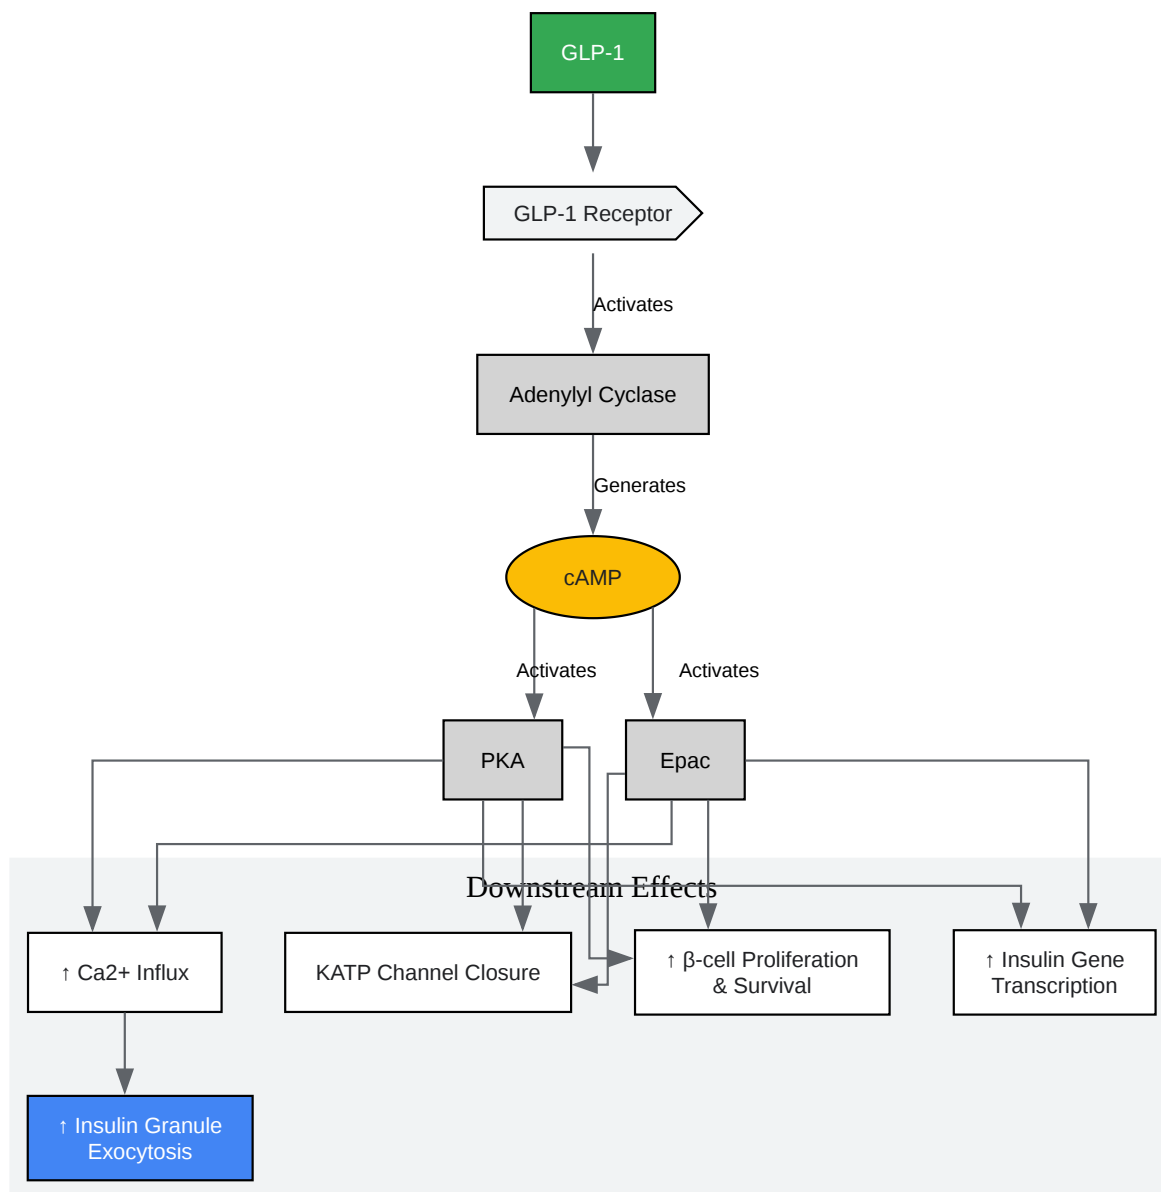 GLP-1
GLP-1 Receptor
Activates
Adenylyl Cyclase
Generates
cAMP
Activates
Activates
PKA
Epac
Downstream Effects
↑ Ca2+ Influx
KATP Channel Closure
↑ β-cell Proliferation
& Survival
↑ Insulin Gene
Transcription
↑ Insulin Granule
Exocytosis